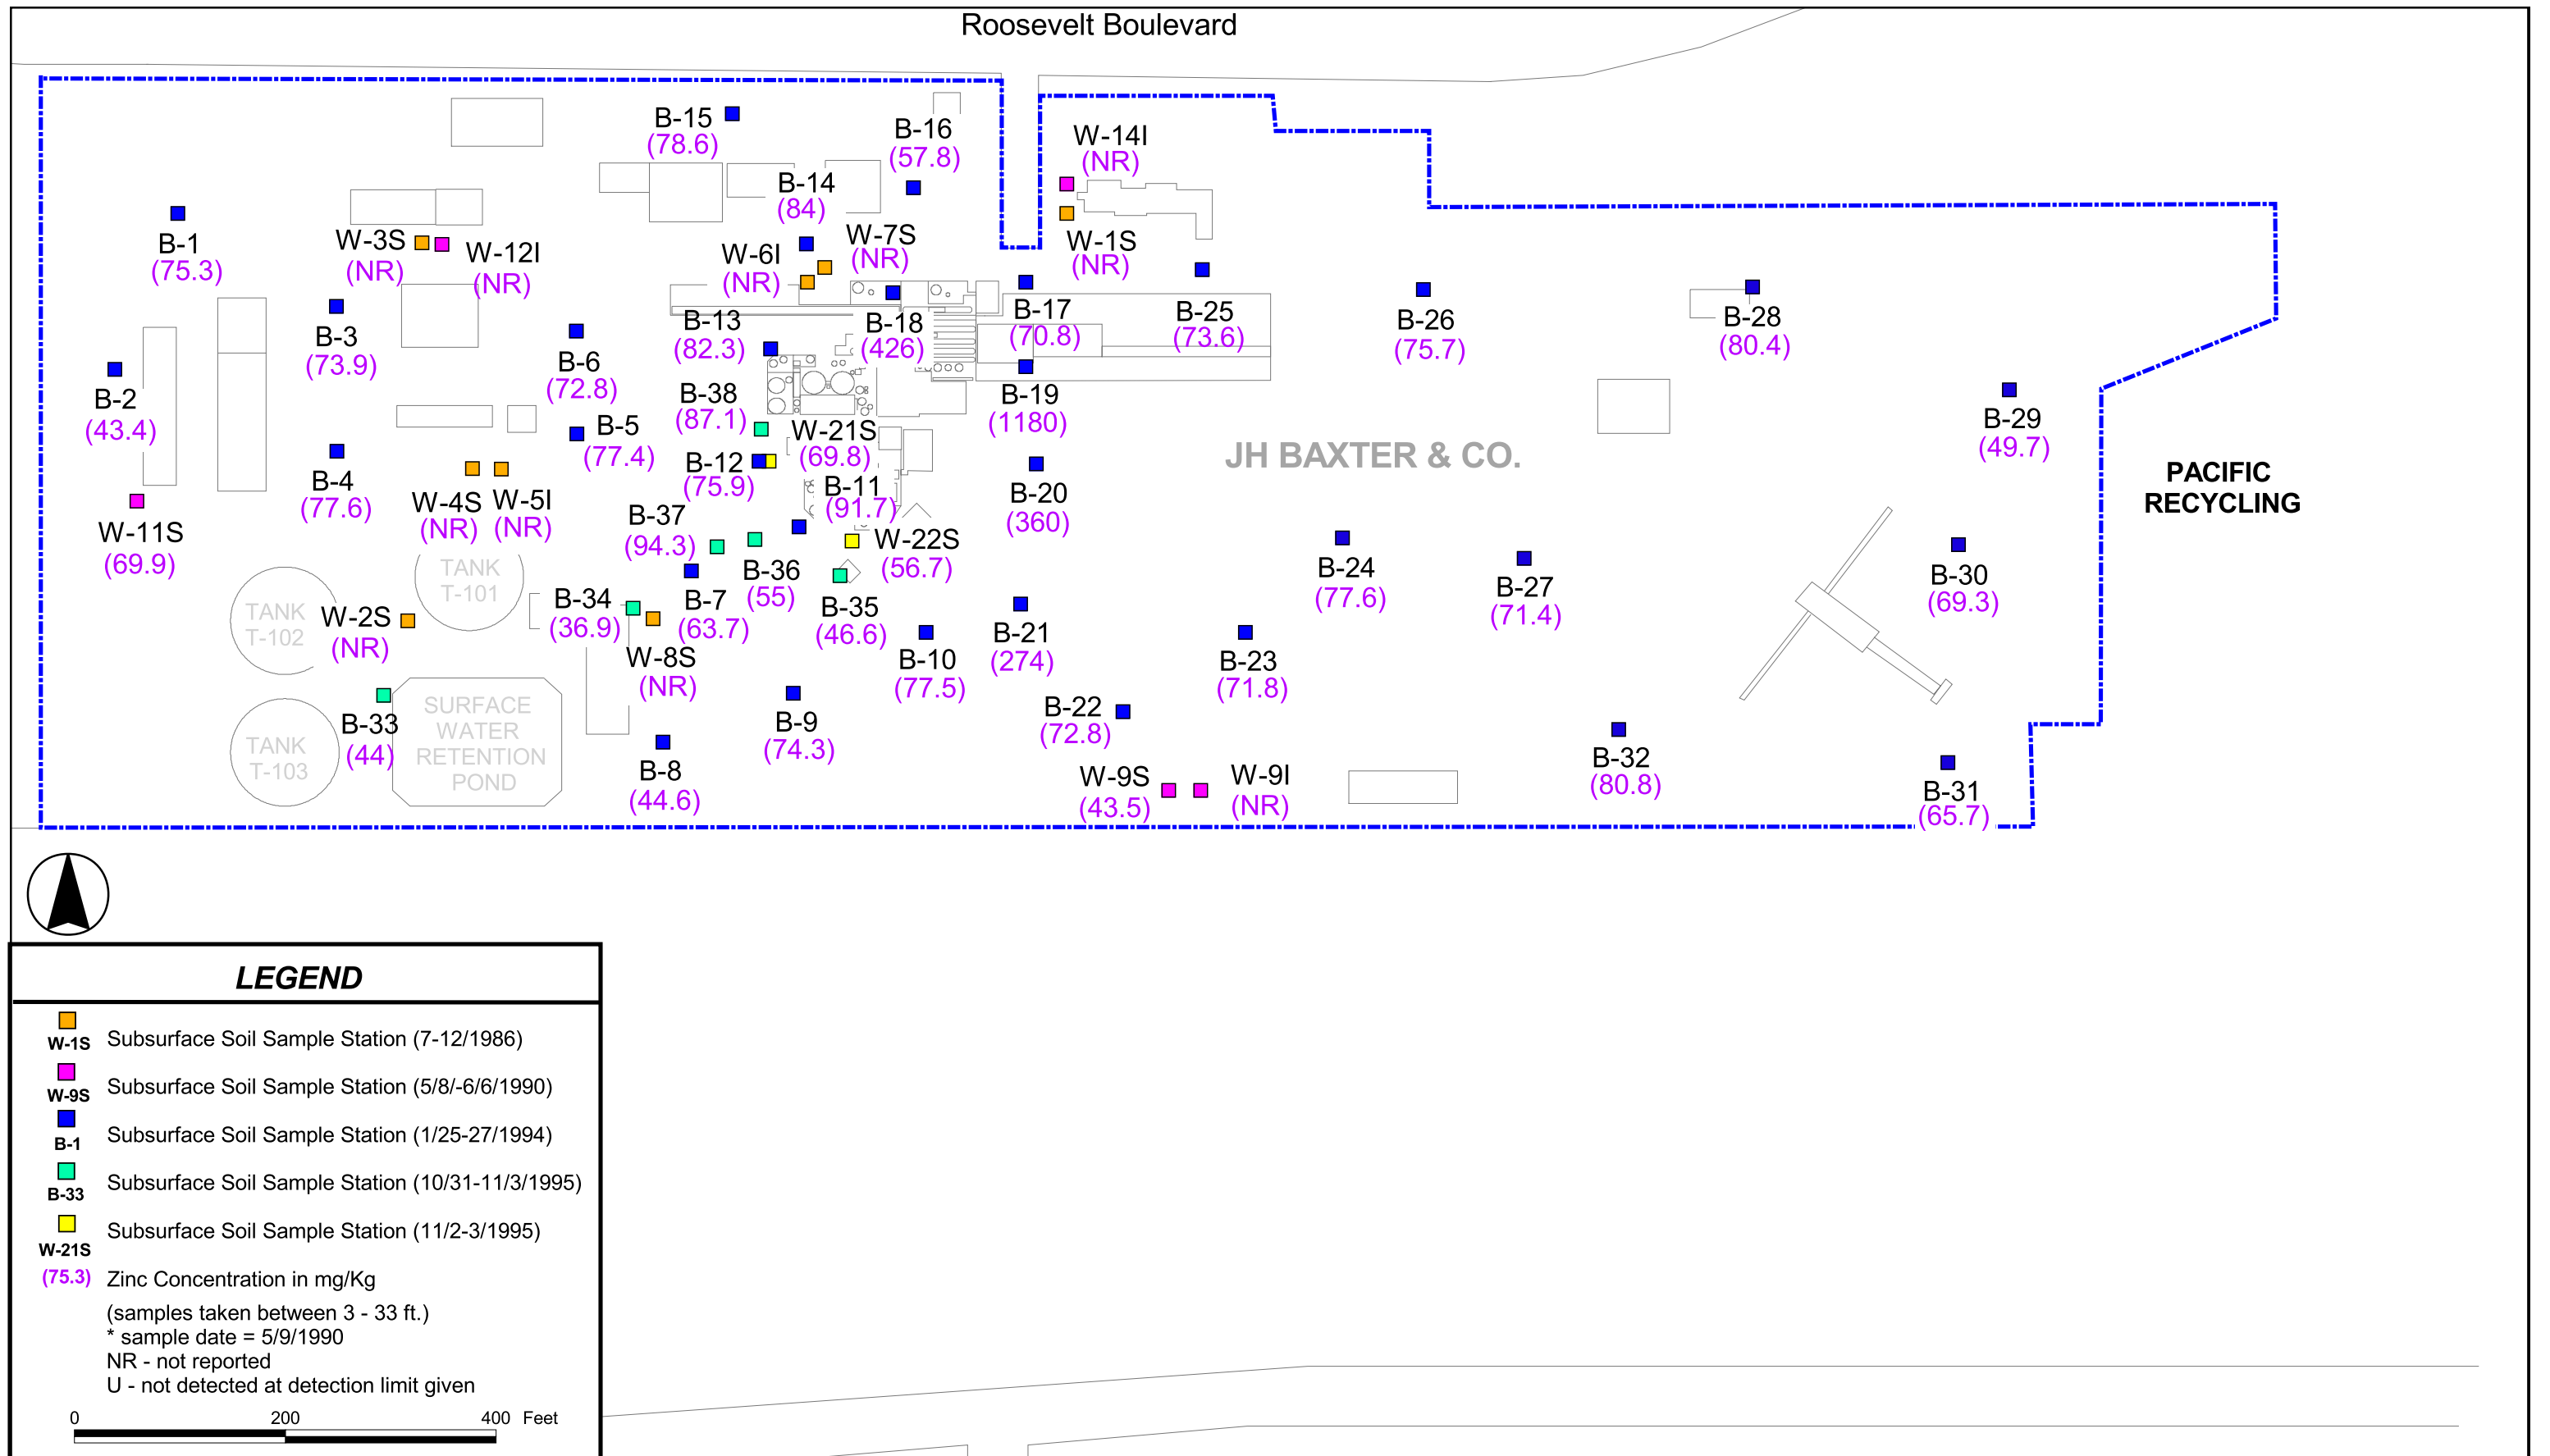 Roosevelt Boulevard
B-15
(78.6)
B-16
(57.8)
W-14I
(NR)
B-14
(84)
B-1
(75.3)
W-3S
(NR)
W-12I
(NR)
W-6I
(NR)
W-7S
(NR)
W-1S
(NR)
B-3
(73.9)
B-6
(72.8)
B-13
(82.3)
B-18
(426)
B-17
(70.8)
B-25
(73.6)
B-26
(75.7)
B-28
(80.4)
B-2
(43.4)
B-38
(87.1)
B-19
(1180)
B-29
(49.7)
B-5
(77.4)
W-21S
(69.8)
JH BAXTER & CO.
B-4
(77.6)
B-12
(75.9)
B-11
(91.7)
B-20
(360)
PACIFIC
RECYCLING
W-11S
(69.9)
W-4S
(NR)
W-5I
(NR)
B-37
(94.3)
W-22S
(56.7)
TANK
T-101
B-36
(55)
B-24
(77.6)
B-27
(71.4)
B-30
(69.3)
TANK
T-102
W-2S
(NR)
B-34
(36.9)
B-7
(63.7)
B-35
(46.6)
B-21
(274)
W-8S
(NR)
B-10
(77.5)
B-23
(71.8)
B-33
(44)
SURFACE
WATER
RETENTION
POND
B-9
(74.3)
B-22
(72.8)
TANK
T-103
B-8
(44.6)
W-9S
(43.5)
W-9I
(NR)
B-32
(80.8)
B-31
(65.7)
LEGEND
W-1S Subsurface Soil Sample Station (7-12/1986)
W-9S Subsurface Soil Sample Station (5/8/-6/6/1990)
B-1 Subsurface Soil Sample Station (1/25-27/1994)
B-33 Subsurface Soil Sample Station (10/31-11/3/1995)
W-21S Subsurface Soil Sample Station (11/2-3/1995)
(75.3) Zinc Concentration in mg/Kg
(samples taken between 3 - 33 ft.)
* sample date = 5/9/1990
NR - not reported
U - not detected at detection limit given
0 200 400 Feet